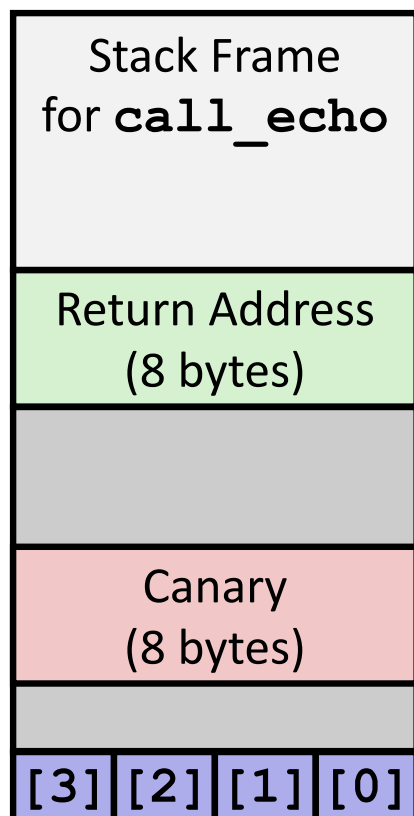 Stack Frame
for call_echo
Return Address
(8 bytes)
Canary
(8 bytes)
[3] [2] [1] [0]